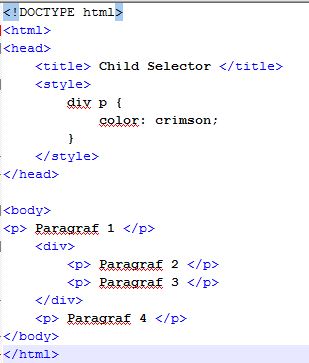 <!DOCTYPE html>
<html>
<head>
<title> Child Selector </title>
<style>
div p {
color: crimson;
}
</style>
</head>
<body>
<p> Paragraf 1 </p>
<div>
<p> Paragraf 2 </p>
<p> Paragraf 3 </p>
</div>
<p> Paragraf 4 </p>
</body>
</html>